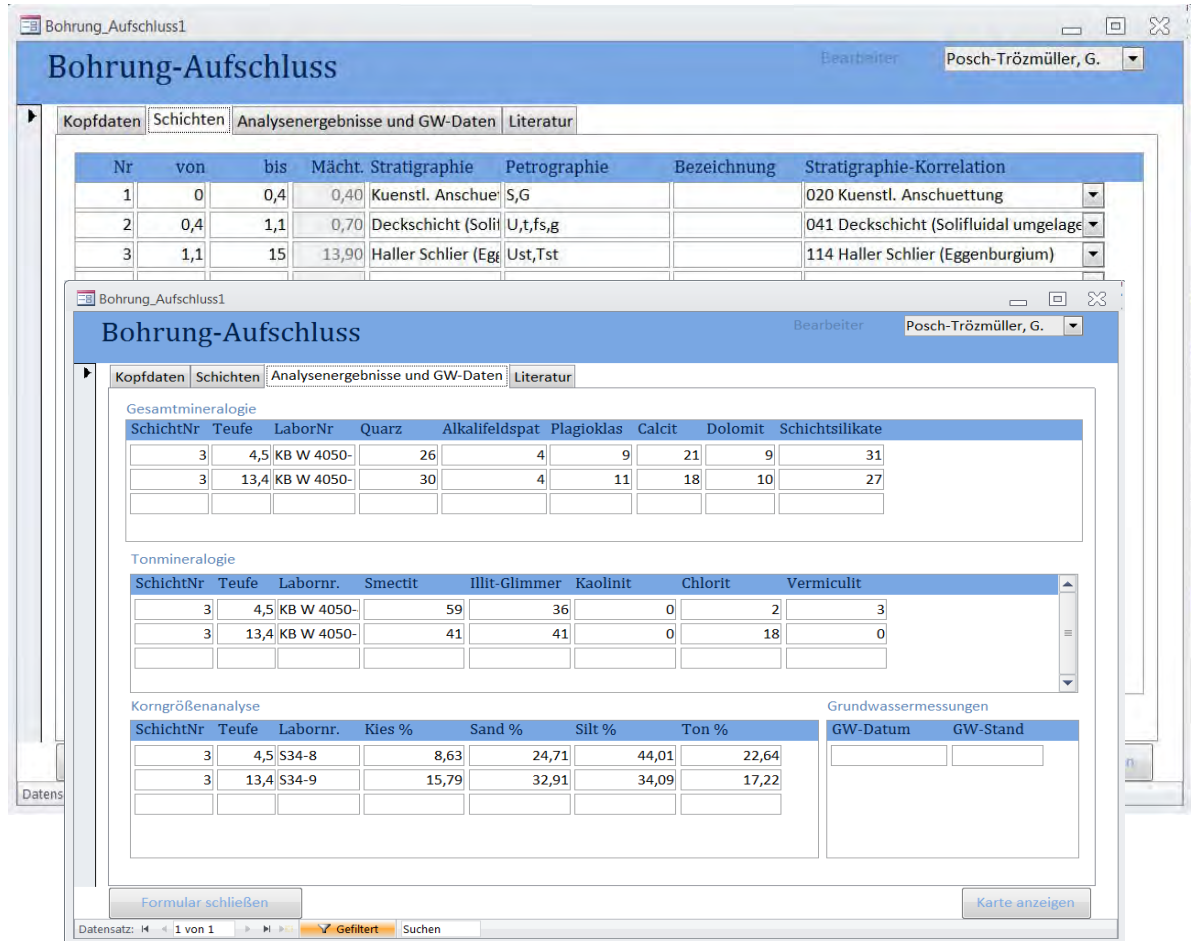 Bohrung_Aufschluss1
Bohrung-Aufschluss Bearbeiter Posch-Trözmüller, G.
Kopfdaten Schichten Analysenergebnisse und GW-Daten Literatur
Nr von bis Mächt. Stratigraphie Petrographie Bezeichnung Stratigraphie-Korrelation
1 0 0,4 0,40 Kuenstl. Anschue S,G 020 Kuenstl. Anschuettung
2 0,4 1,1 0,70 Deckschicht (Solif U,t,fs,g 041 Deckschicht (Solifluidal umgelage
3 1,1 15 13,90 Haller Schlier (Egg Ust,Tst 114 Haller Schlier (Eggenburgium)
Bohrung_Aufschluss1
Bohrung-Aufschluss Bearbeiter Posch-Trözmüller, G.
Kopfdaten Schichten Analysenergebnisse und GW-Daten Literatur
Gesamtmineralogie
SchichtNr Teufe LaborNr Quarz Alkalifeldspat Plagioklas Calcit Dolomit Schichtsilikate
3 4,5 KB W 4050- 26 4 9 21 9 31
3 13,4 KB W 4050- 30 4 11 18 10 27
Tonmineralogie
SchichtNr Teufe Labornr. Smectit Illit-Glimmer Kaolinit Chlorit Vermiculit
3 4,5 KB W 4050- 59 36 0 2 3
3 13,4 KB W 4050- 41 41 0 18 0
Korngrößenanalyse Grundwassermessungen
SchichtNr Teufe Labornr. Kies % Sand % Silt % Ton % GW-Datum GW-Stand
3 4,5 S34-8 8,63 24,71 44,01 22,64
3 13,4 S34-9 15,79 32,91 34,09 17,22
n
Datens
Formular schließen Karte anzeigen
Datensatz: 1 von 1 Gefiltert Suchen